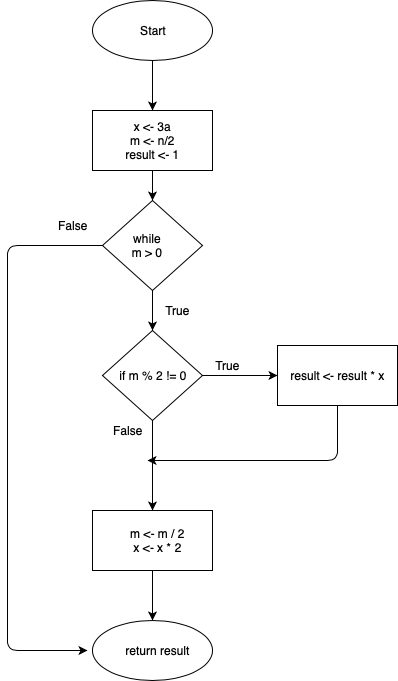 Start
x <- 3a
m <- n/2
result <- 1
False
while
m > 0
True
if m % 2 != 0
True
result <- result * x
False
m <- m / 2
x <- x * 2
return result